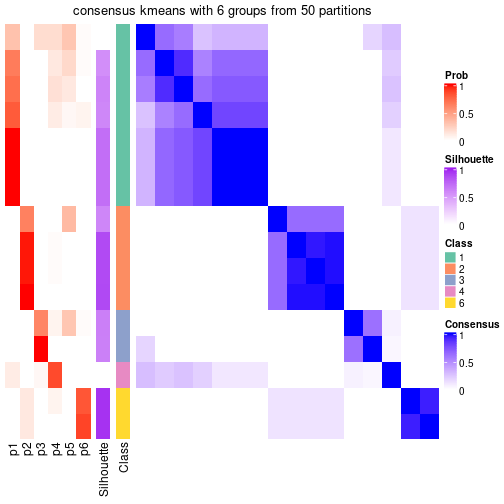 consensus kmeans with 6 groups from 50 partitions
Prob
1
0.5
0
Silhouette
1
0.5
0
Class
1
2
3
4
6
Consensus
1
0.5
0
p1
p2
p3
p4
p5
p6
Silhouette
Class